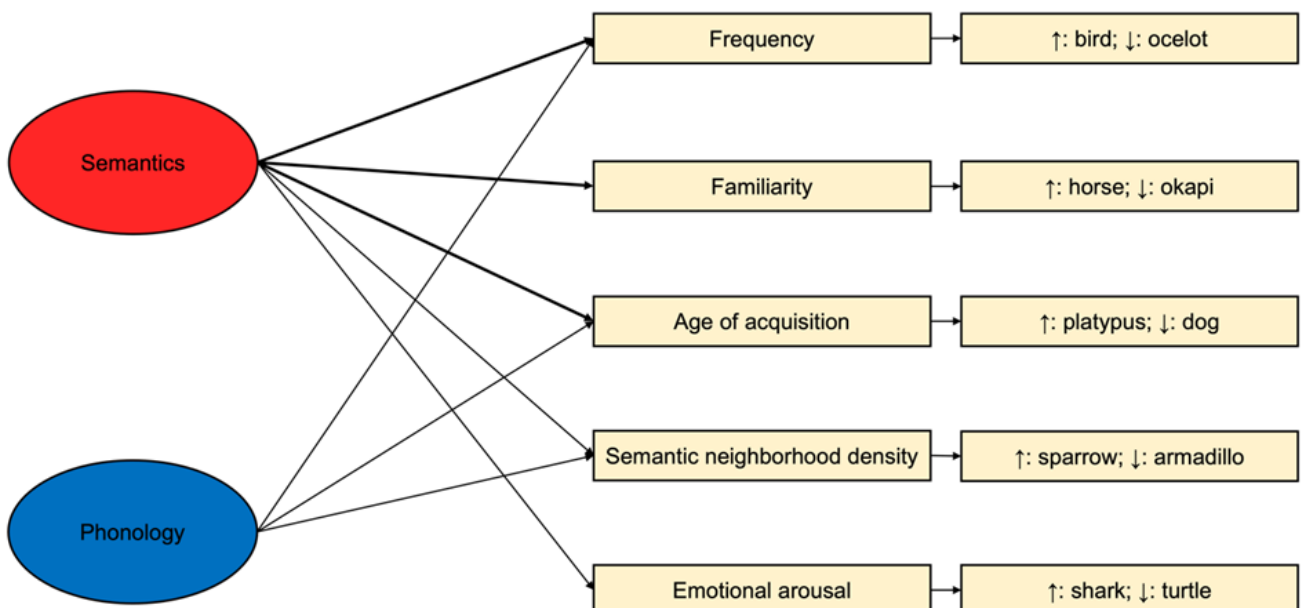 Frequency
↑: bird; ↓: ocelot
Semantics
Familiarity
↑: horse; ↓: okapi
Age of acquisition
↑: platypus; ↓: dog
Semantic neighborhood density
↑: sparrow; ↓: armadillo
Phonology
Emotional arousal
↑: shark; ↓: turtle